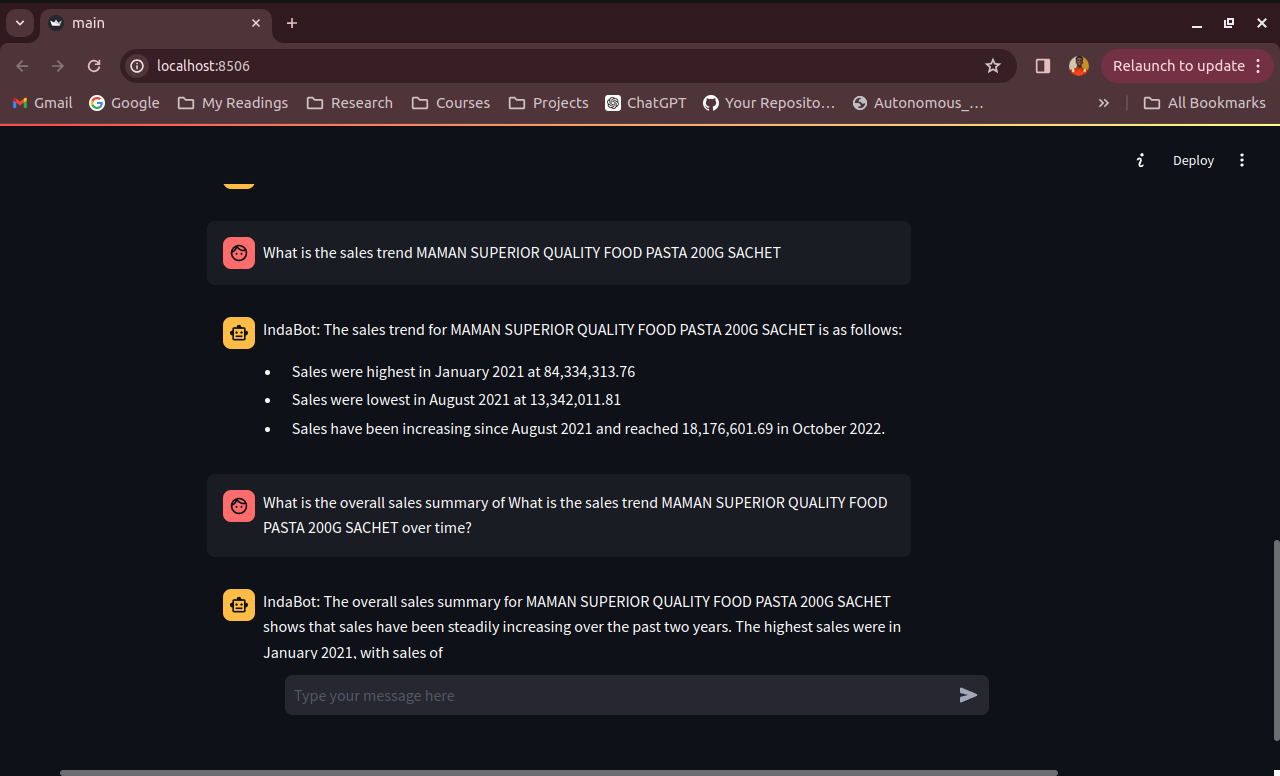 main
localhost:8506
Relaunch to update
Gmail
Google
My Readings
Research
Courses
Projects
ChatGPT
Your Reposito…
Autonomous_…
»
All Bookmarks
Deploy
What is the sales trend MAMAN SUPERIOR QUALITY FOOD PASTA 200G SACHET
IndaBot: The sales trend for MAMAN SUPERIOR QUALITY FOOD PASTA 200G SACHET is as follows:
• Sales were highest in January 2021 at 84,334,313.76
• Sales were lowest in August 2021 at 13,342,011.81
• Sales have been increasing since August 2021 and reached 18,176,601.69 in October 2022.
What is the overall sales summary of What is the sales trend MAMAN SUPERIOR QUALITY FOOD
PASTA 200G SACHET over time?
IndaBot: The overall sales summary for MAMAN SUPERIOR QUALITY FOOD PASTA 200G SACHET
shows that sales have been steadily increasing over the past two years. The highest sales were in
January 2021, with sales of
Type your message here